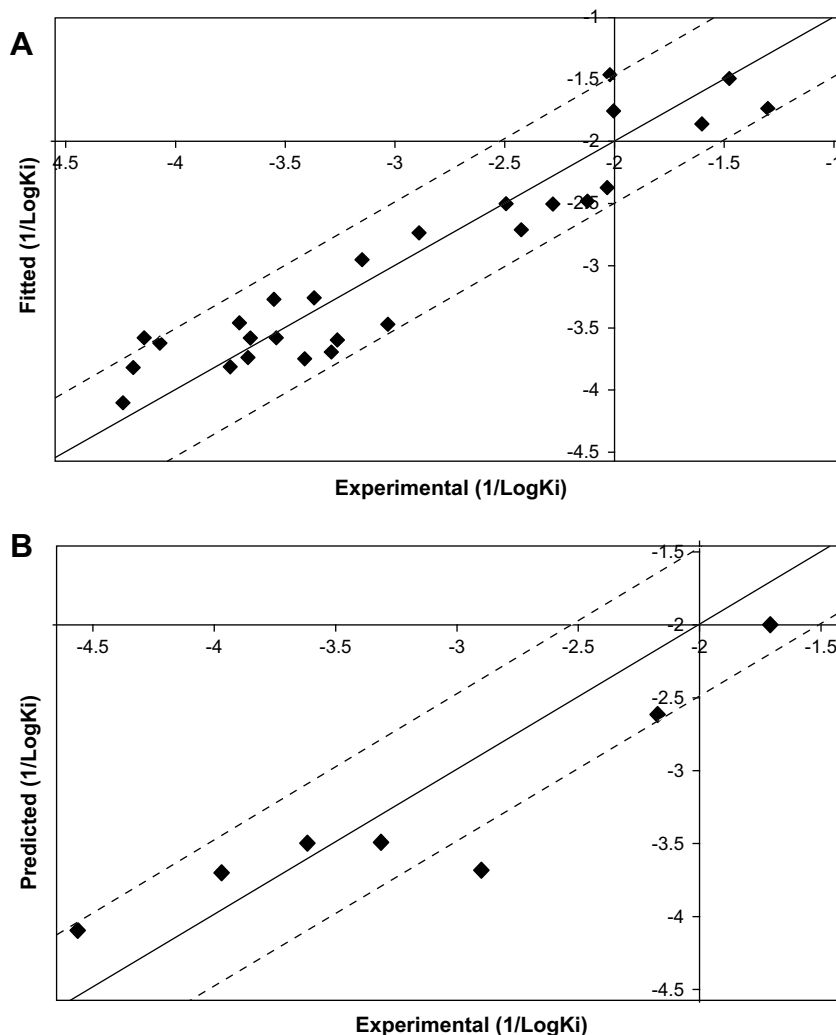 A
-1
-1.5
-2
4.5 -4 -3.5 -3 -2.5 -2 -1.5 -1
-2.5
-3
-3.5
-4
-4.5
Fitted (1/LogKi)
Experimental (1/LogKi)
B
-1.5
-2
-4.5 -4 -3.5 -3 -2.5 -2 -1.5
-2.5
-3
-3.5
-4
-4.5
Predicted (1/LogKi)
Experimental (1/LogKi)